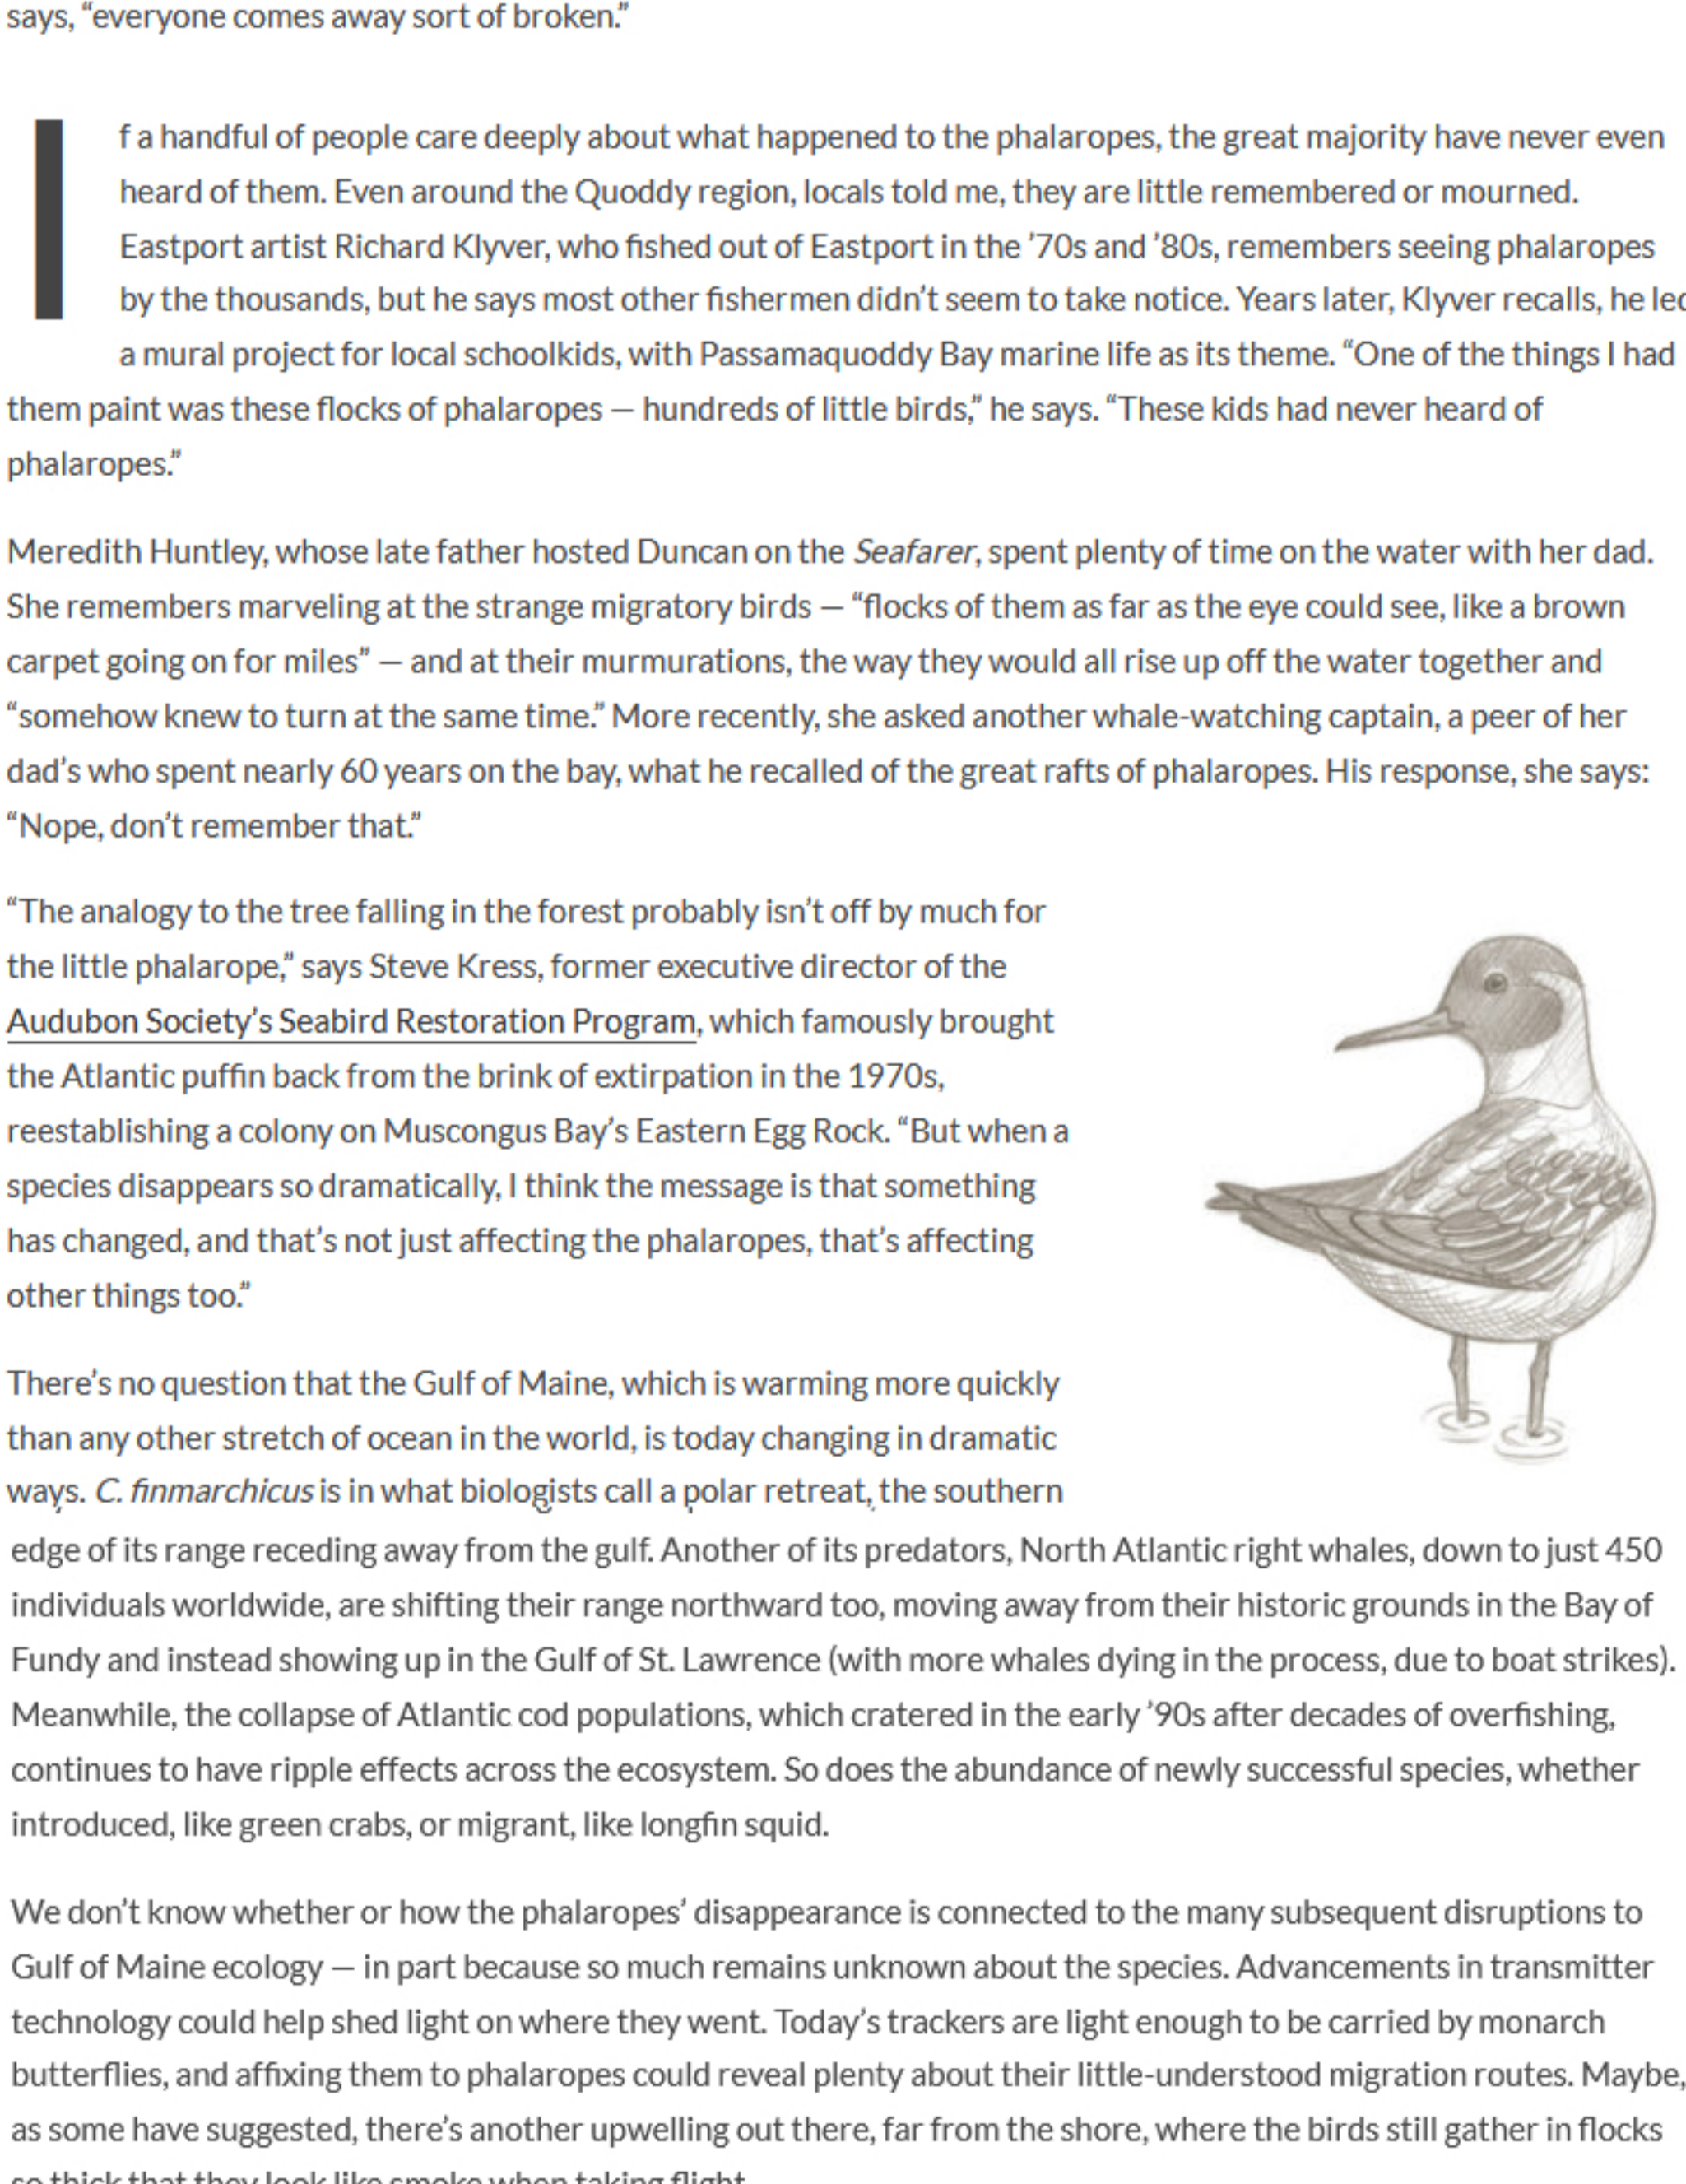 says, “everyone comes away sort of broken.”
If a handful of people care deeply about what happened to the phalaropes, the great majority have never even
heard of them. Even around the Quoddy region, locals told me, they are little remembered or mourned.
Eastport artist Richard Klyver, who fished out of Eastport in the ’70s and ’80s, remembers seeing phalaropes
by the thousands, but he says most other fishermen didn’t seem to take notice. Years later, Klyver recalls, he led
a mural project for local schoolkids, with Passamaquoddy Bay marine life as its theme. “One of the things I had
them paint was these flocks of phalaropes — hundreds of little birds,” he says. “These kids had never heard of
phalaropes.”
Meredith Huntley, whose late father hosted Duncan on the Seafarer, spent plenty of time on the water with her dad.
She remembers marveling at the strange migratory birds — “flocks of them as far as the eye could see, like a brown
carpet going on for miles” — and at their murmurations, the way they would all rise up off the water together and
“somehow knew to turn at the same time.” More recently, she asked another whale-watching captain, a peer of her
dad’s who spent nearly 60 years on the bay, what he recalled of the great rafts of phalaropes. His response, she says:
“Nope, don’t remember that.”
“The analogy to the tree falling in the forest probably isn’t off by much for
the little phalarope,” says Steve Kress, former executive director of the
Audubon Society’s Seabird Restoration Program, which famously brought
the Atlantic puffin back from the brink of extirpation in the 1970s,
reestablishing a colony on Muscongus Bay’s Eastern Egg Rock. “But when a
species disappears so dramatically, I think the message is that something
has changed, and that’s not just affecting the phalaropes, that’s affecting
other things too.”
There’s no question that the Gulf of Maine, which is warming more quickly
than any other stretch of ocean in the world, is today changing in dramatic
ways. C. finmarchicus is in what biologists call a polar retreat, the southern
edge of its range receding away from the gulf. Another of its predators, North Atlantic right whales, down to just 450
individuals worldwide, are shifting their range northward too, moving away from their historic grounds in the Bay of
Fundy and instead showing up in the Gulf of St. Lawrence (with more whales dying in the process, due to boat strikes).
Meanwhile, the collapse of Atlantic cod populations, which cratered in the early ’90s after decades of overfishing,
continues to have ripple effects across the ecosystem. So does the abundance of newly successful species, whether
introduced, like green crabs, or migrant, like longfin squid.
We don’t know whether or how the phalaropes’ disappearance is connected to the many subsequent disruptions to
Gulf of Maine ecology — in part because so much remains unknown about the species. Advancements in transmitter
technology could help shed light on where they went. Today’s trackers are light enough to be carried by monarch
butterflies, and affixing them to phalaropes could reveal plenty about their little-understood migration routes. Maybe,
as some have suggested, there’s another upwelling out there, far from the shore, where the birds still gather in flocks
so thick that they look like smoke when taking flight